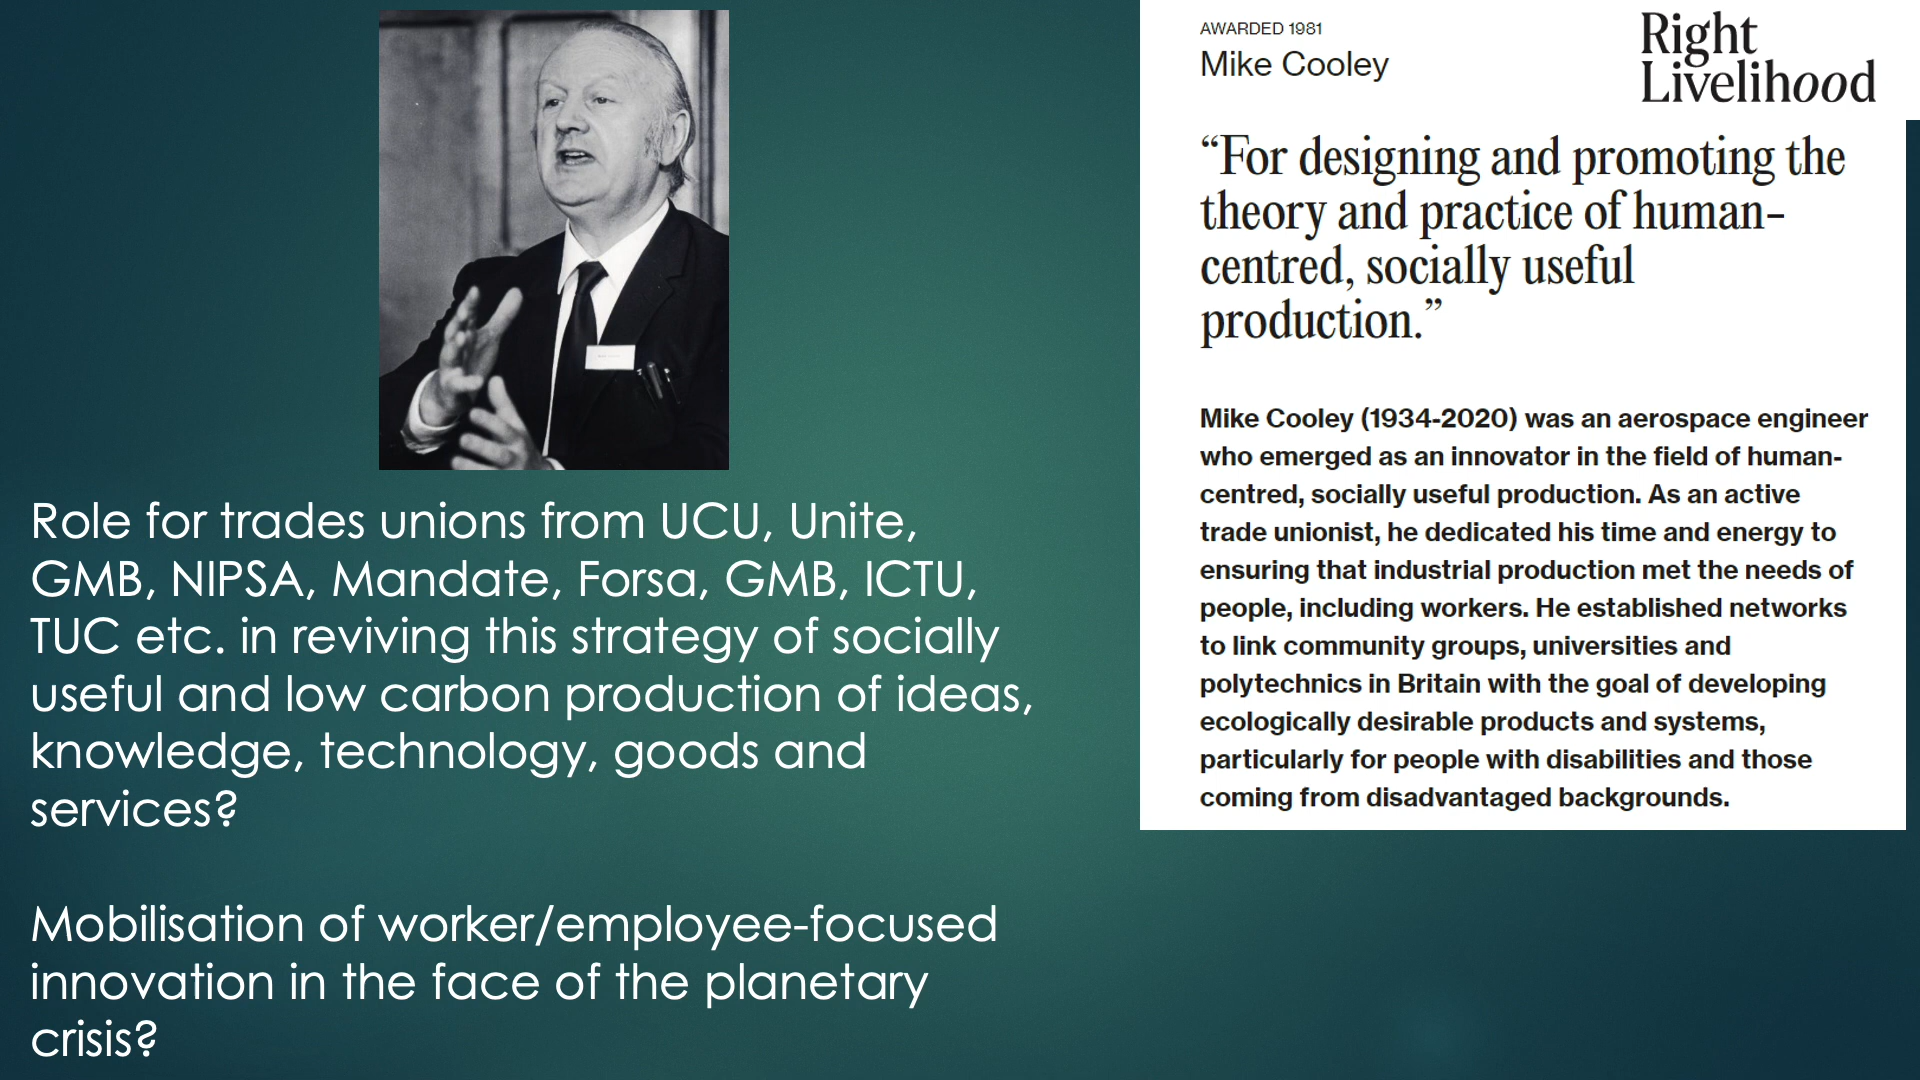 Role for trades unions from UCU, Unite,
GMB, NIPSA, Mandate, Forsa, GMB, ICTU,
TUC etc. in reviving this strategy of socially
useful and low carbon production of ideas,
knowledge, technology, goods and
services?
Mobilisation of worker/employee-focused
innovation in the face of the planetary
crisis?
AWARDED 1981
Mike Cooley
Right
Livelihood
“For designing and promoting the
theory and practice of human-
centred, socially useful
production.”
Mike Cooley (1934-2020) was an aerospace engineer
who emerged as an innovator in the field of human-
centred, socially useful production. As an active
trade unionist, he dedicated his time and energy to
ensuring that industrial production met the needs of
people, including workers. He established networks
to link community groups, universities and
polytechnics in Britain with the goal of developing
ecologically desirable products and systems,
particularly for people with disabilities and those
coming from disadvantaged backgrounds.